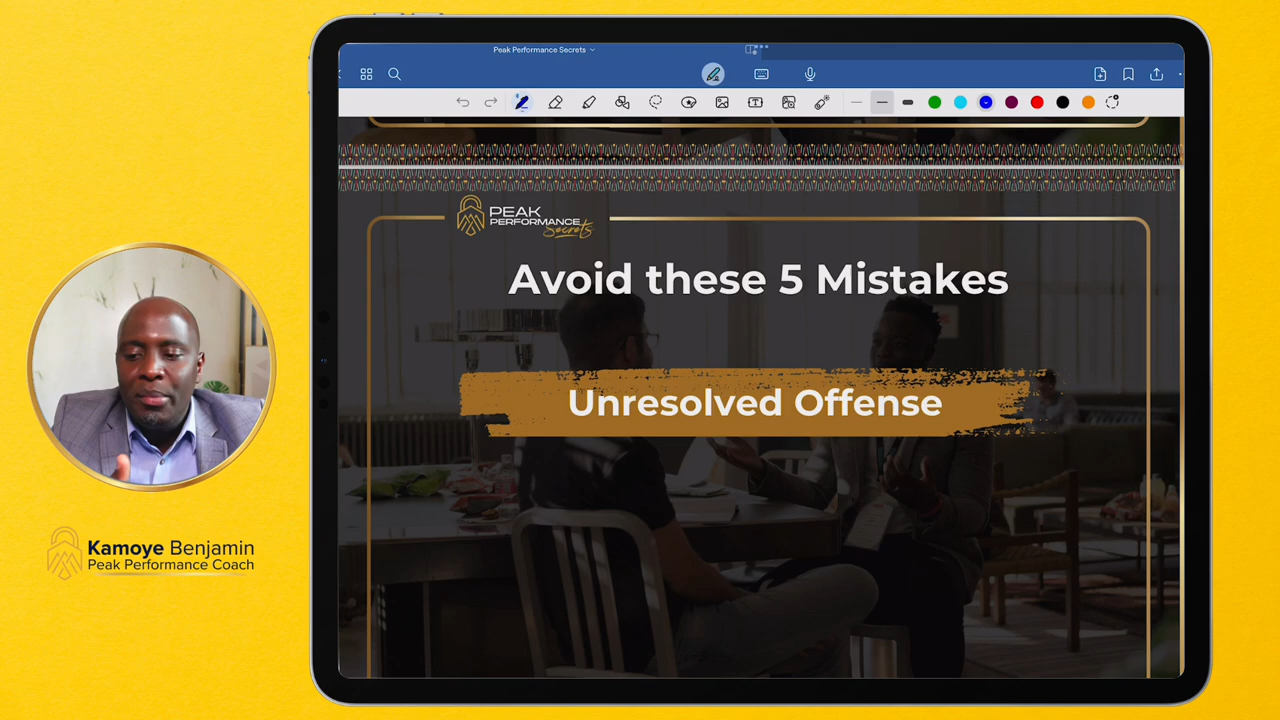 Peak Performance Secrets
PEAK
PERFORMANCE
Secrets
Avoid these 5 Mistakes
Unresolved Offense
Kamoye Benjamin
Peak Performance Coach